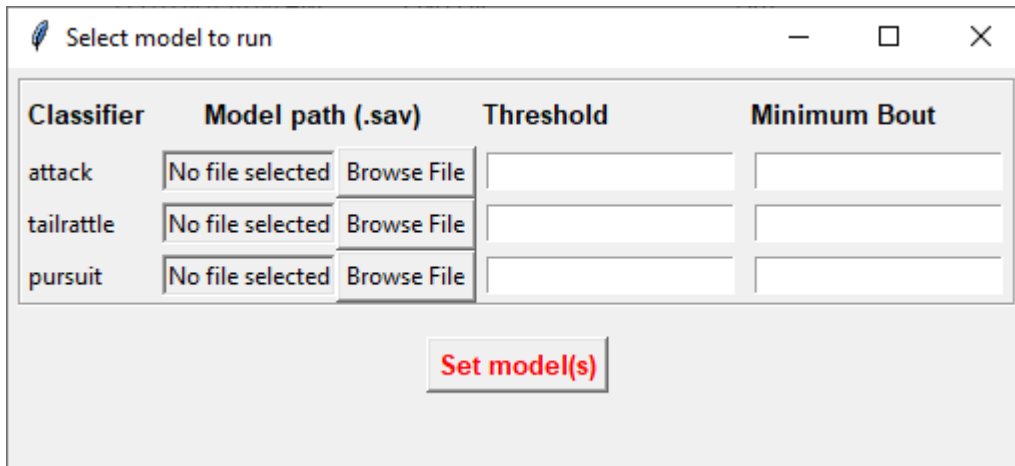 Select model to run
Classifier Model path (.sav) Threshold Minimum Bout
attack No file selected Browse File
tailrattle No file selected Browse File
pursuit No file selected Browse File
Set model(s)